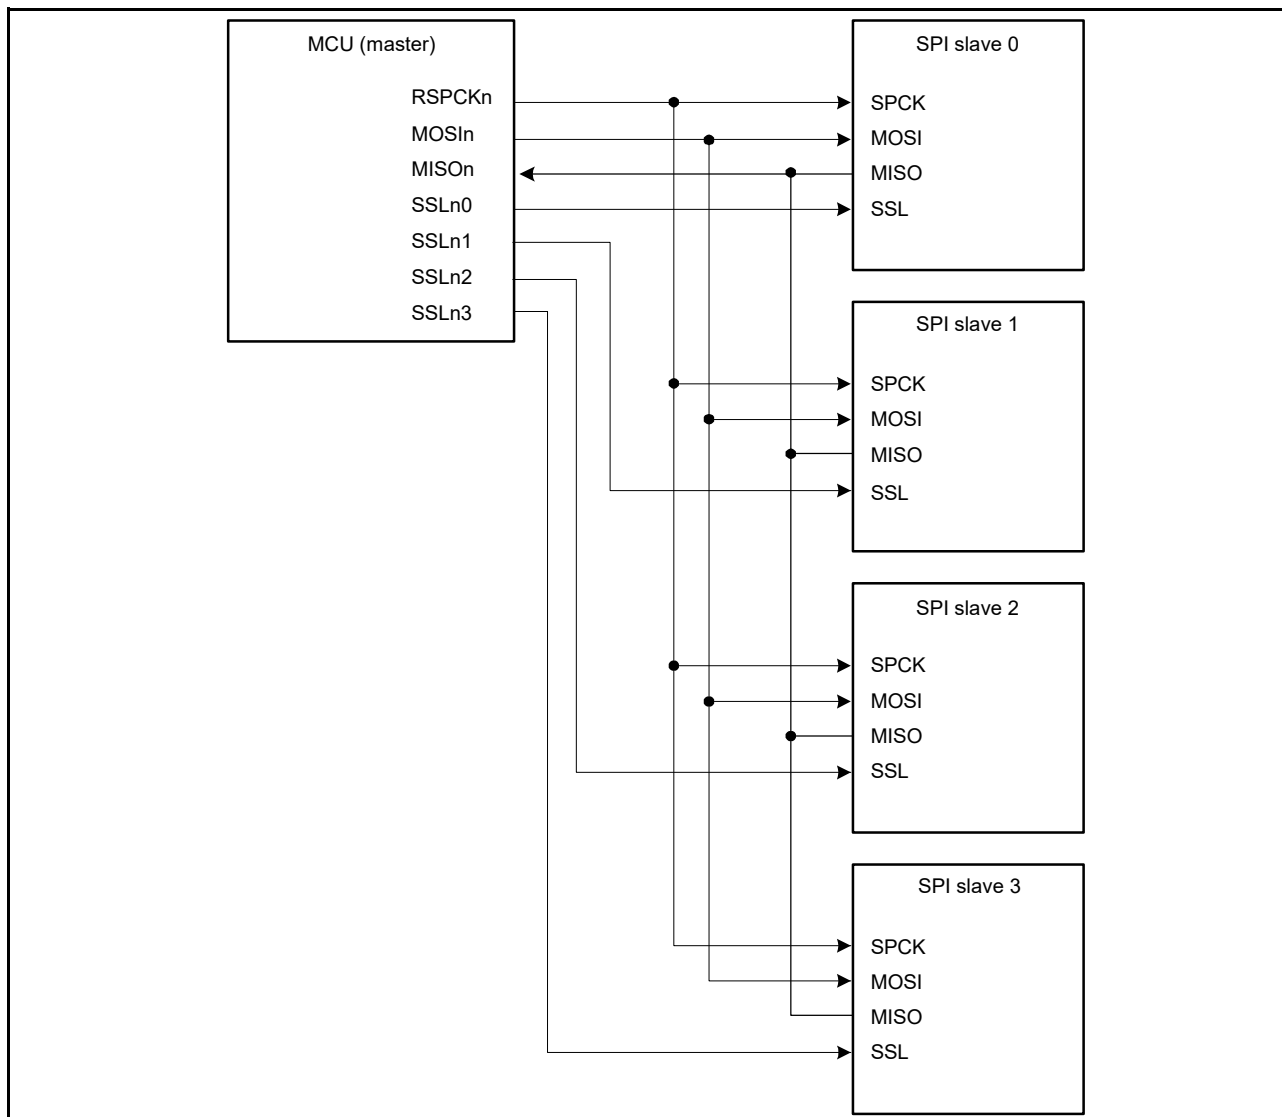 MCU (master)
RSPCKn
MOSIn
MISOn
SSLn0
SSLn1
SSLn2
SSLn3
SPI slave 0
SPCK
MOSI
MISO
SSL
SPI slave 1
SPCK
MOSI
MISO
SSL
SPI slave 2
SPCK
MOSI
MISO
SSL
SPI slave 3
SPCK
MOSI
MISO
SSL